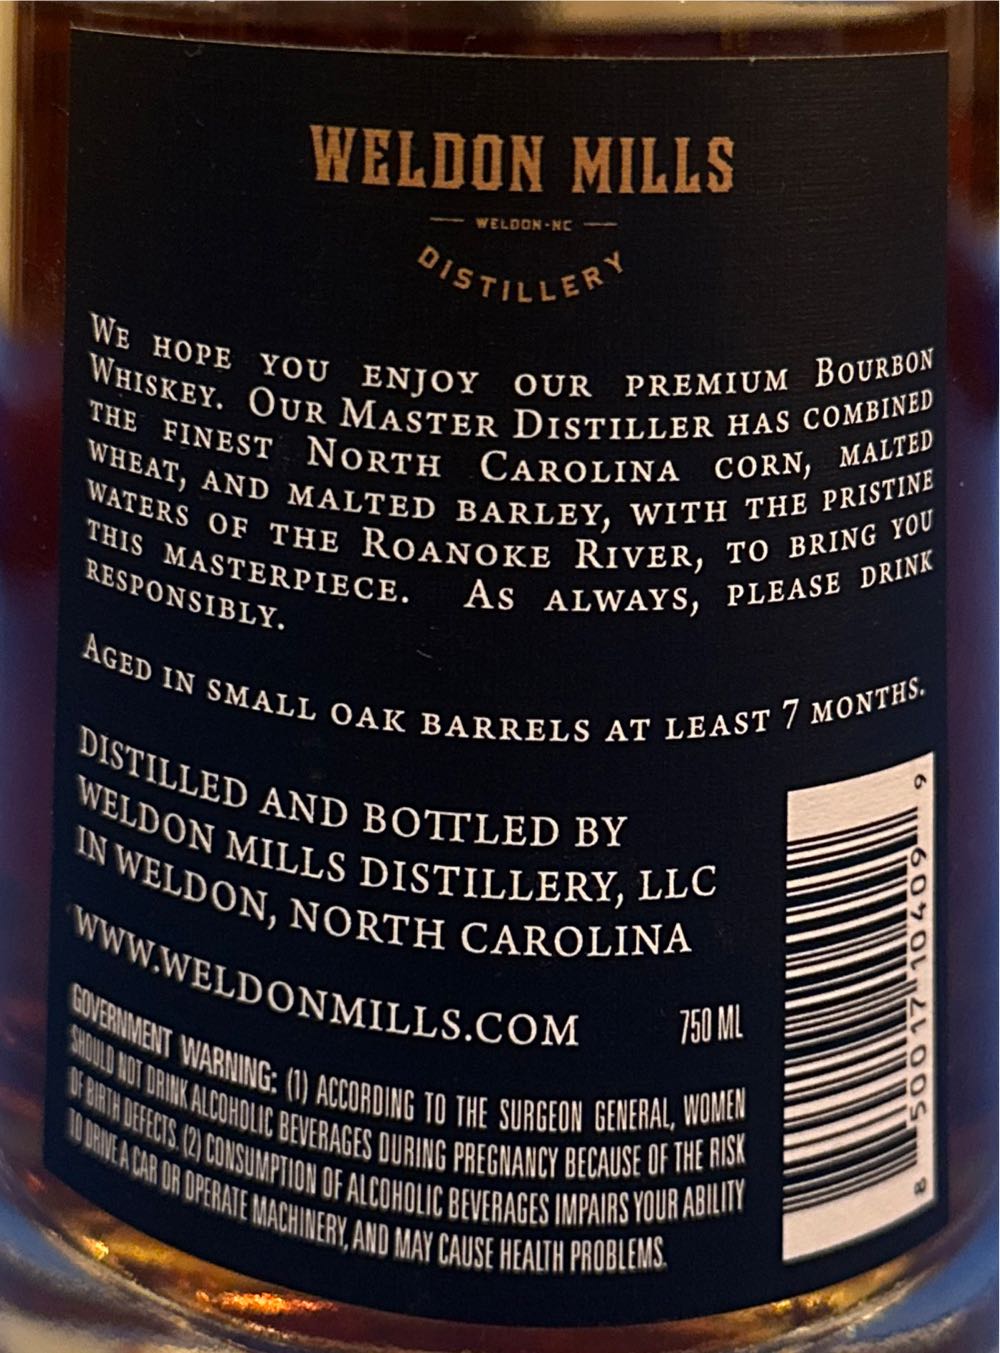 WELDON MILLS
WELDON-NC
DISTILLERY
WE HOPE YOU ENJOY OUR PREMIUM BOURBON
WHISKEY. OUR MASTER DISTILLER HAS COMBINED
THE FINEST NORTH CAROLINA CORN, MALTED
WHEAT, AND MALTED BARLEY, WITH THE PRISTINE
WATERS OF THE ROANOKE RIVER, TO BRING YOU
THIS MASTERPIECE. AS ALWAYS, PLEASE DRINK
RESPONSIBLY.
AGED IN SMALL OAK BARRELS AT LEAST 7 MONTHS.
DISTILLED AND BOTTLED BY
WELDON MILLS DISTILLERY, LLC
IN WELDON, NORTH CAROLINA
WWW.WELDONMILLS.COM
750 ML
GOVERNMENT WARNING: (1) ACCORDING TO THE SURGEON GENERAL, WOMEN
SHOULD NOT DRINK ALCOHOLIC BEVERAGES DURING PREGNANCY BECAUSE OF THE RISK
OF BIRTH DEFECTS. (2) CONSUMPTION OF ALCOHOLIC BEVERAGES IMPAIRS YOUR ABILITY
TO DRIVE A CAR OR OPERATE MACHINERY, AND MAY CAUSE HEALTH PROBLEMS.
8 50017 10409 9